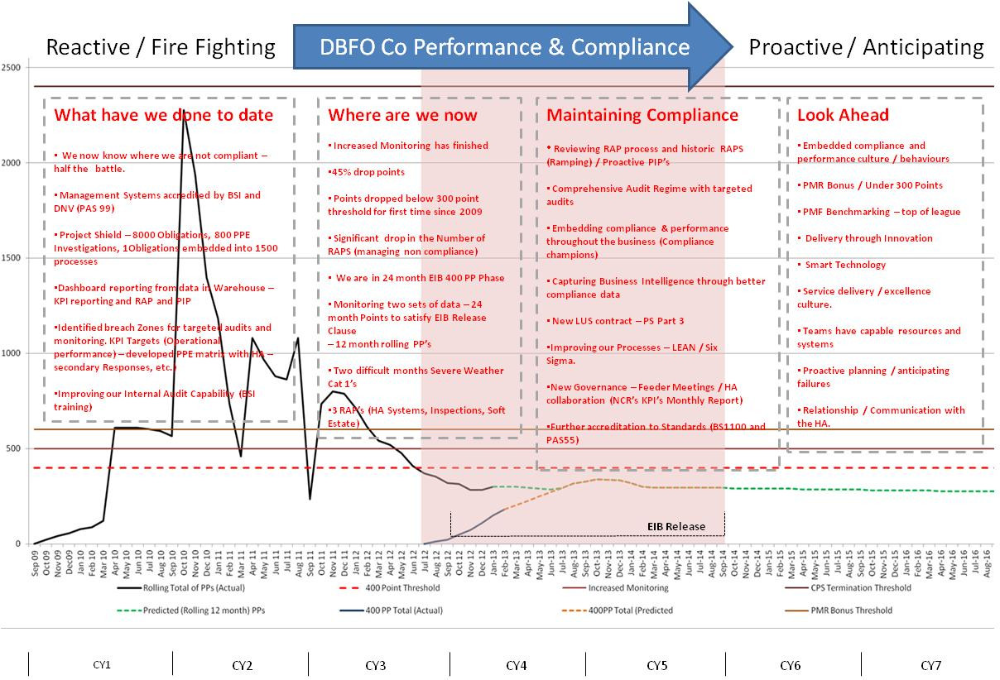 Reactive / Fire Fighting
DBFO Co Performance & Compliance
Proactive / Anticipating
2500
2000
1500
1000
500
0
What have we done to date
▪ We now know where we are not compliant –
half the battle.
▪Management Systems accredited by BSI and
DNV (PAS 99)
▪Project Shield – 8000 Obligations, 800 PPE
Investigations, 1Obligations embedded into 1500
processes
▪Dashboard reporting from data in Warehouse –
KPI reporting and RAP and PIP
▪Identified breach Zones for targeted audits and
monitoring. KPI Targets (Operational
performance) – developed PPE matrix with HA –
secondary Responses, etc.)
▪Improving our Internal Audit Capability (BSI
training)
Where are we now
▪Increased Monitoring has finished
▪45% drop points
▪Points dropped below 300 point
threshold for first time since 2009
▪Significant drop in the Number of
RAPS (managing non compliance)
▪ We are in 24 month EIB 400 PP Phase
▪Monitoring two sets of data – 24
month Points to satisfy EIB Release
Clause
– 12 month rolling PP's
▪Two difficult months Severe Weather
Cat 1's
▪3 RAP's (HA Systems, Inspections, Soft
Estate)
Maintaining Compliance
• Reviewing RAP process and historic RAPS
(Ramping) / Proactive PIP's
▪Comprehensive Audit Regime with targeted
audits
▪Embedding compliance & performance
throughout the business (Compliance
champions)
▪Capturing Business Intelligence through better
compliance data
▪New LUS contract – PS Part 3
▪Improving our Processes – LEAN / Six
Sigma.
▪New Governance – Feeder Meetings / HA
collaboration (NCR's KPI's Monthly Report)
▪Further accreditation to Standards (BS1100 and
PAS55)
Look Ahead
▪Embedded compliance and
performance culture / behaviours
▪PMR Bonus / Under 300 Points
▪PMF Benchmarking – top of league
▪ Delivery through Innovation
▪ Smart Technology
▪Service delivery / excellence
culture.
▪Teams have capable resources and
systems
▪Proactive planning / anticipating
failures
▪Relationship / Communication with
the HA.
EIB Release
Sep 09
Oct 09
Nov 09
Dec 09
Jan 10
Feb 10
Mar 10
Apr 10
May 10
Jun 10
Jul 10
Aug 10
Sep 10
Oct 10
Nov 10
Dec 10
Jan 11
Feb 11
Mar 11
Apr 11
May 11
Jun 11
Jul 11
Aug 11
Sep 11
Oct 11
Nov 11
Dec 11
Jan 12
Feb 12
Mar 12
Apr 12
May 12
Jun 12
Jul 12
Aug 12
Sep 12
Oct 12
Nov 12
Dec 12
Jan-13
Feb-13
Mar-13
Apr-13
May-13
Jun-13
Jul-13
Aug-13
Sep-13
Oct-13
Nov-13
Dec-13
Jan-14
Feb-14
Mar-14
Apr-14
May-14
Jun-14
Jul-14
Aug-14
Sep-14
Oct-14
Nov-14
Dec-14
Jan-15
Feb-15
Mar-15
Apr-15
May-15
Jun-15
Jul-15
Aug-15
Sep-15
Oct-15
Nov-15
Dec-15
Jan-16
Feb-16
Mar-16
Apr-16
May-16
Jun-16
Jul-16
Aug-16
Rolling Total of PPs (Actual)
400 Point Threshold
Increased Monitoring
CPS Termination Threshold
Predicted (Rolling 12 month) PPs
400 PP Total (Actual)
400PP Total (Predicted
PMR Bonus Threshold
CY1
CY2
CY3
CY4
CY5
CY6
CY7